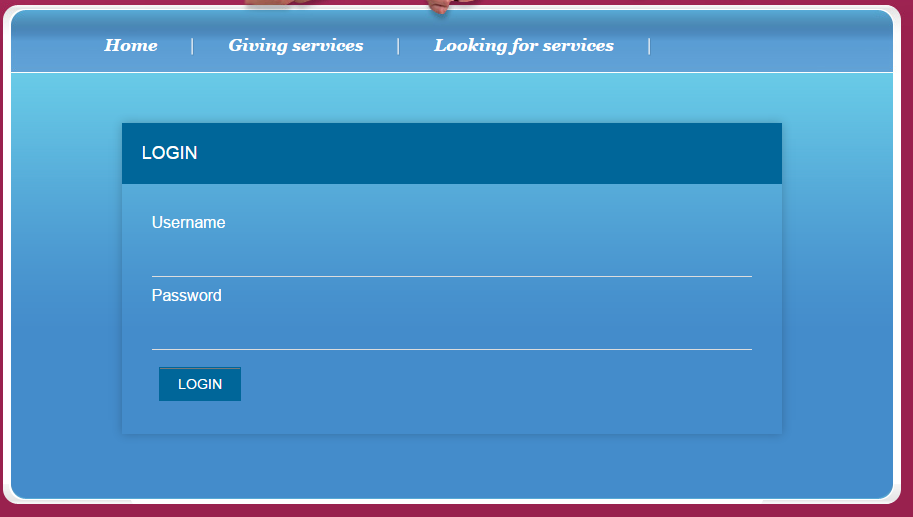 Home | Giving services | Looking for services |
LOGIN
Username
Password
LOGIN